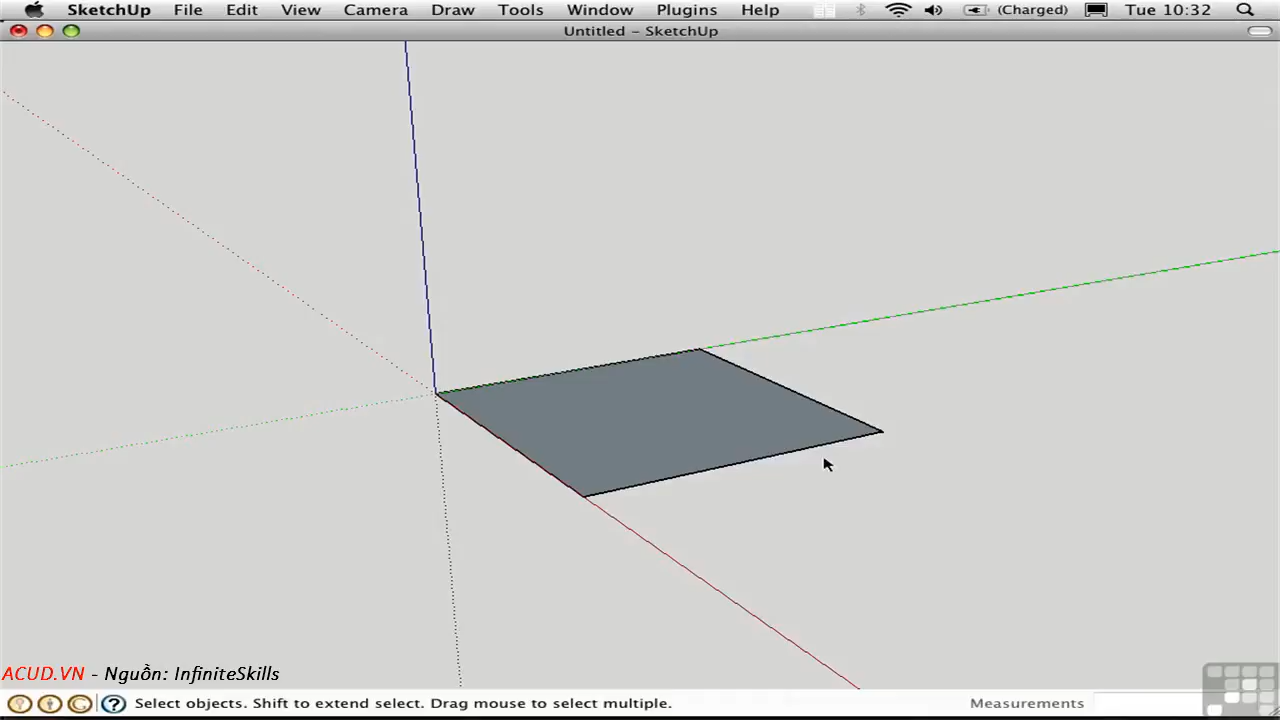 SketchUp File Edit View Camera Draw Tools Window Plugins Help (Charged) Tue 10:32
Untitled – SketchUp
ACUD.VN - Nguồn: InfiniteSkills
Select objects. Shift to extend select. Drag mouse to select multiple. Measurements